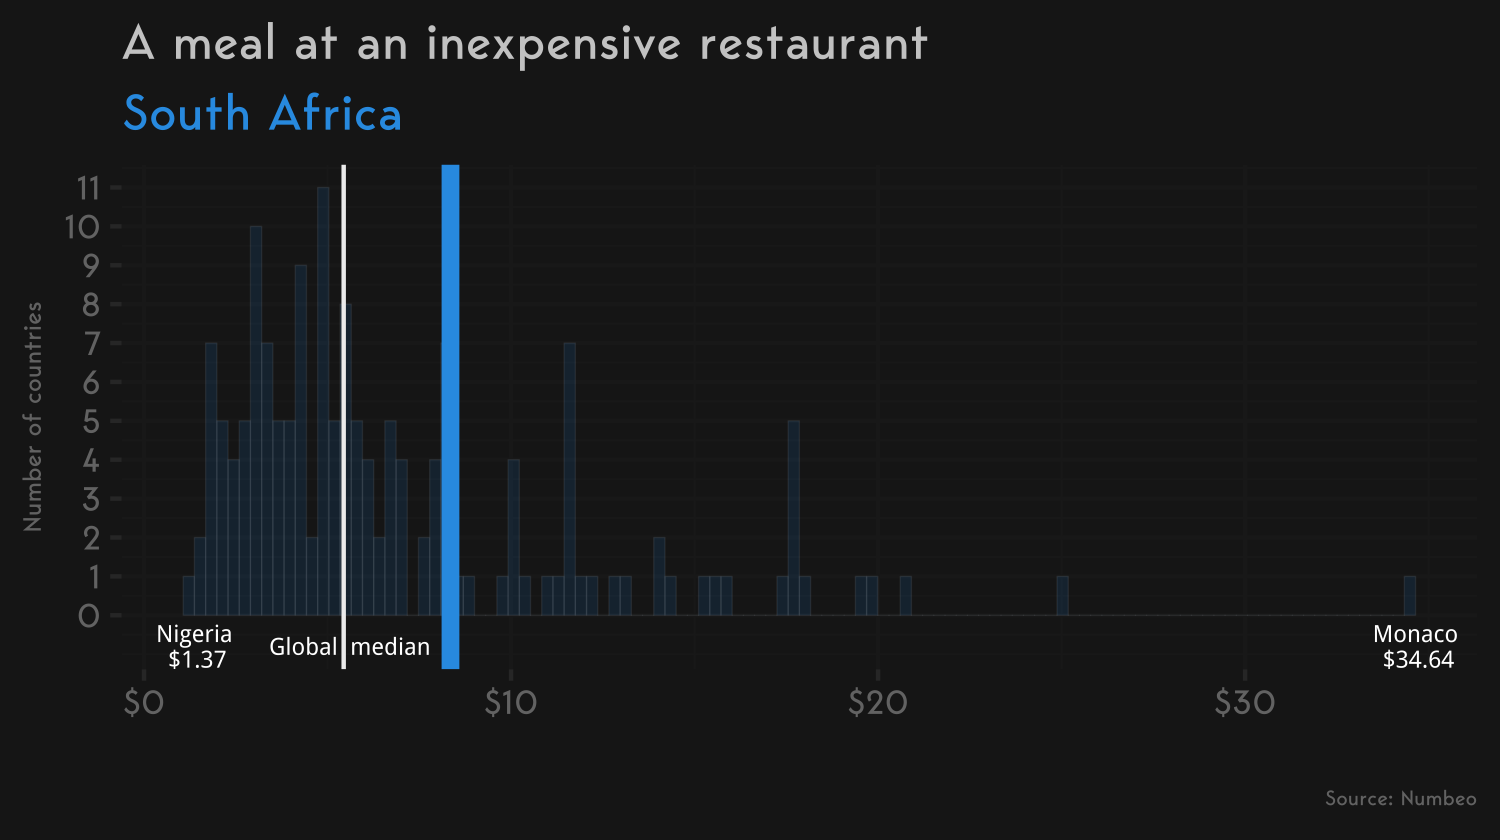 A meal at an inexpensive restaurant
South Africa
Number of countries
11
10
9
8
7
6
5
4
3
2
1
0
Nigeria
$1.37
Global median
Monaco
$34.64
$0 $10 $20 $30
Source: Numbeo